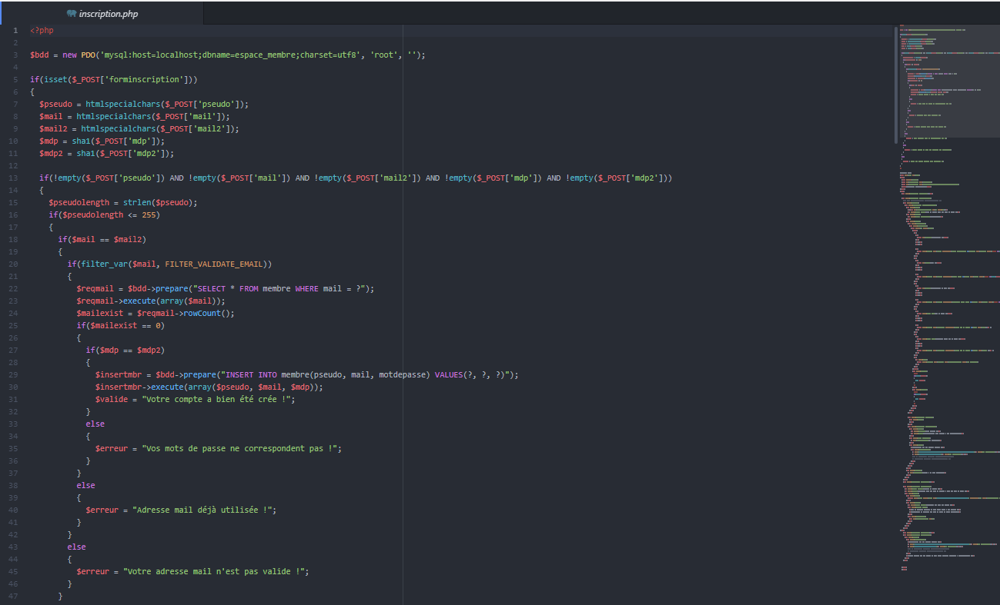 inscription.php
1 <?php
2
3 $bdd = new PDO('mysql:host=localhost;dbname=espace_membre;charset=utf8', 'root', '');
4
5 if(isset($_POST['forminscription']))
6 {
7   $pseudo = htmlspecialchars($_POST['pseudo']);
8   $mail = htmlspecialchars($_POST['mail']);
9   $mail2 = htmlspecialchars($_POST['mail2']);
10   $mdp = sha1($_POST['mdp']);
11   $mdp2 = sha1($_POST['mdp2']);
12
13   if(!empty($_POST['pseudo']) AND !empty($_POST['mail']) AND !empty($_POST['mail2']) AND !empty($_POST['mdp']) AND !empty($_POST['mdp2']))
14   {
15     $pseudolength = strlen($pseudo);
16     if($pseudolength <= 255)
17     {
18       if($mail == $mail2)
19       {
20         if(filter_var($mail, FILTER_VALIDATE_EMAIL))
21         {
22           $reqmail = $bdd->prepare("SELECT * FROM membre WHERE mail = ?");
23           $reqmail->execute(array($mail));
24           $mailexist = $reqmail->rowCount();
25           if($mailexist == 0)
26           {
27             if($mdp == $mdp2)
28             {
29               $insertmbr = $bdd->prepare("INSERT INTO membre(pseudo, mail, motdepasse) VALUES(?, ?, ?)");
30               $insertmbr->execute(array($pseudo, $mail, $mdp));
31               $valide = "Votre compte a bien été crée !";
32             }
33             else
34             {
35               $erreur = "Vos mots de passe ne correspondent pas !";
36             }
37           }
38           else
39           {
40             $erreur = "Adresse mail déjà utilisée !";
41           }
42         }
43         else
44         {
45           $erreur = "Votre adresse mail n'est pas valide !";
46         }
47       }